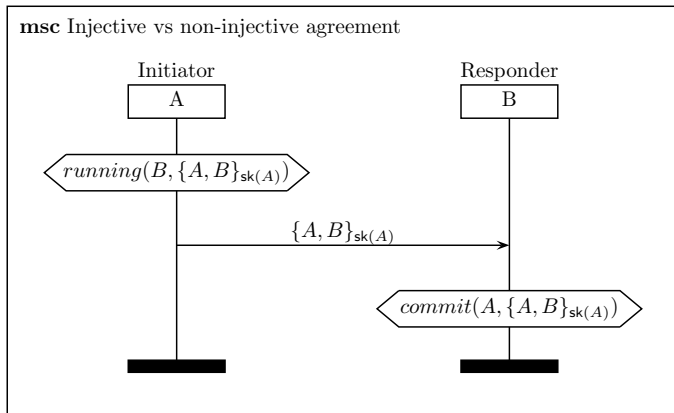 msc Injective vs non-injective agreement
Initiator
Responder
A
B
running(B, {A, B}sk(A))
{A, B}sk(A)
commit(A, {A, B}sk(A))